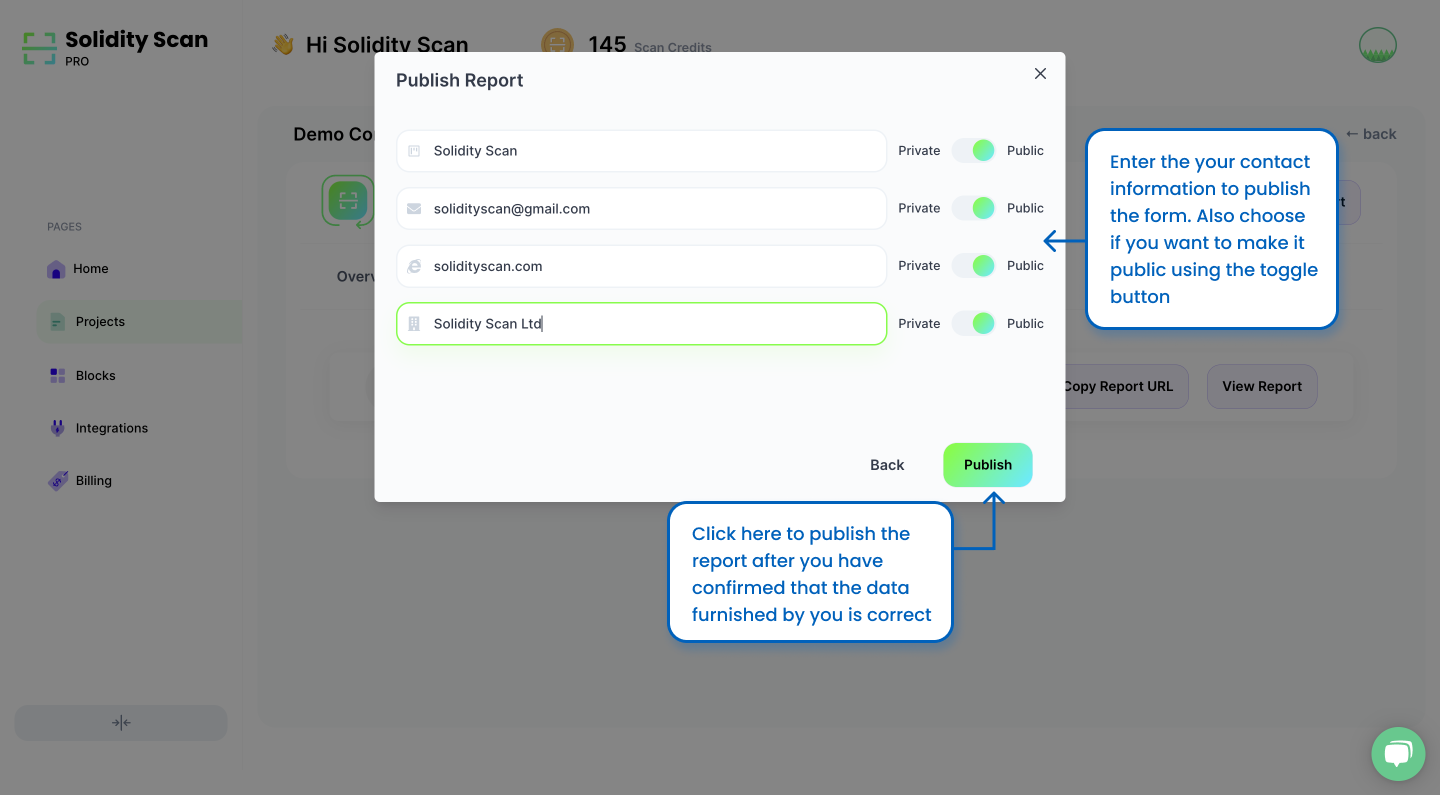 Solidity Scan
PRO
Hi Solidity Scan
145 Scan Credits
Publish Report
Demo
← back
Solidity Scan
Private
Public
solidityscan@gmail.com
Private
Public
solidityscan.com
Private
Public
Solidity Scan Ltd
Private
Public
Enter the your contact
information to publish
the form. Also choose
if you want to make it
public using the toggle
button
PAGES
Home
Projects
Blocks
Integrations
Billing
Copy Report URL
View Report
Back
Publish
Click here to publish the
report after you have
confirmed that the data
furnished by you is correct